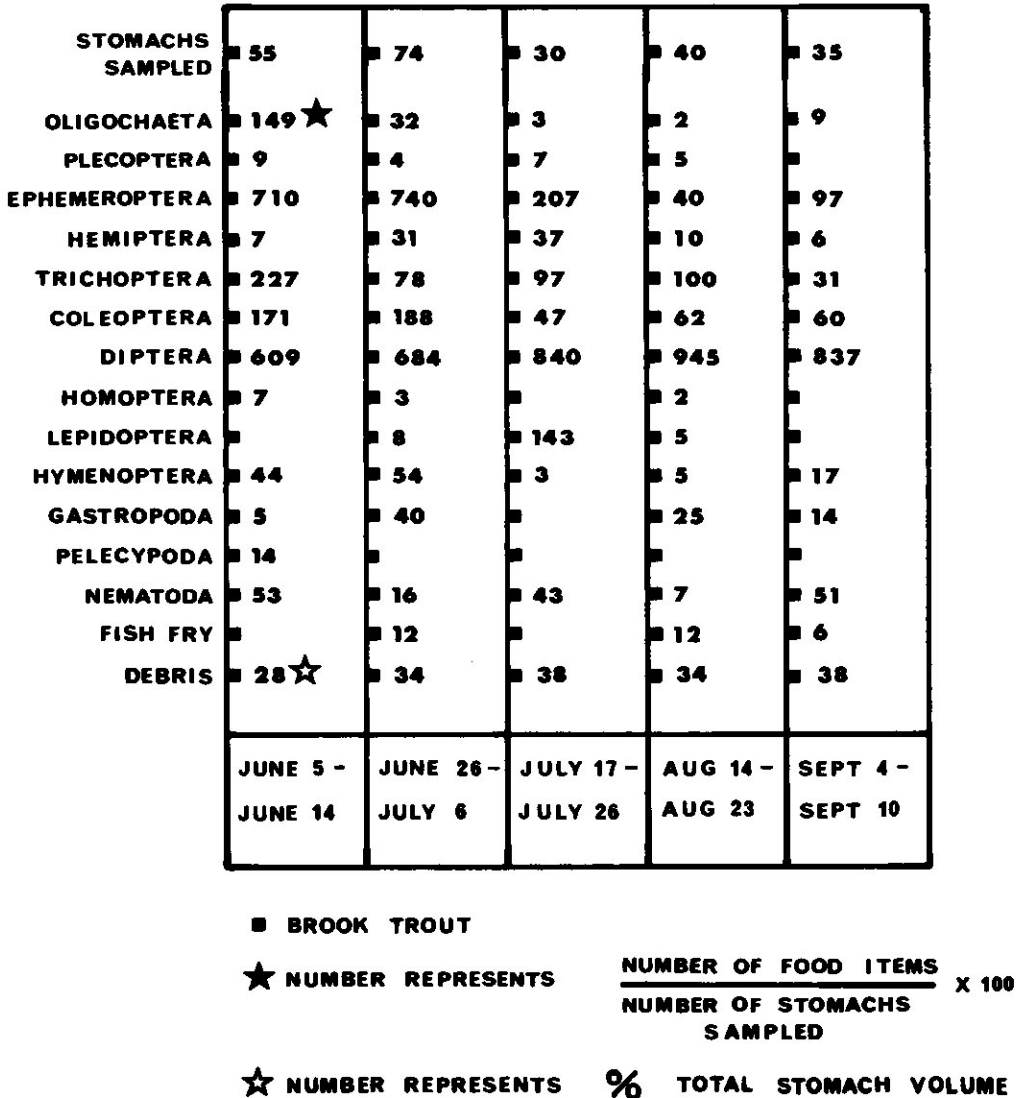 STOMACHS SAMPLED ■ 55 ■ 74 ■ 30 ■ 40 ■ 35
OLIGOCHAETA ■ 149 ★ ■ 32 ■ 3 ■ 2 ■ 9
PLECOPTERA ■ 9 ■ 4 ■ 7 ■ 5 ■
EPHEMEROPTERA ■ 710 ■ 740 ■ 207 ■ 40 ■ 97
HEMIPTERA ■ 7 ■ 31 ■ 37 ■ 10 ■ 6
TRICHOPTERA ■ 227 ■ 78 ■ 97 ■ 100 ■ 31
COLEOPTERA ■ 171 ■ 188 ■ 47 ■ 62 ■ 60
DIPTERA ■ 609 ■ 684 ■ 840 ■ 945 ■ 837
HOMOPTERA ■ 7 ■ 3 ■ ■ 2 ■
LEPIDOPTERA ■ ■ 8 ■ 143 ■ 5 ■
HYMENOPTERA ■ 44 ■ 54 ■ 3 ■ 5 ■ 17
GASTROPODA ■ 5 ■ 40 ■ ■ 25 ■ 14
PELECYPODA ■ 14 ■ ■ ■ ■
NEMATODA ■ 53 ■ 16 ■ 43 ■ 7 ■ 51
FISH FRY ■ ■ 12 ■ ■ 12 ■ 6
DEBRIS ■ 28 ☆ ■ 34 ■ 38 ■ 34 ■ 38
JUNE 5 - JUNE 26 - JULY 17 - AUG 14 - SEPT 4 -
JUNE 14 JULY 6 JULY 26 AUG 23 SEPT 10
■ BROOK TROUT
★ NUMBER REPRESENTS NUMBER OF FOOD ITEMS X 100
NUMBER OF STOMACHS
SAMPLED
☆ NUMBER REPRESENTS % TOTAL STOMACH VOLUME